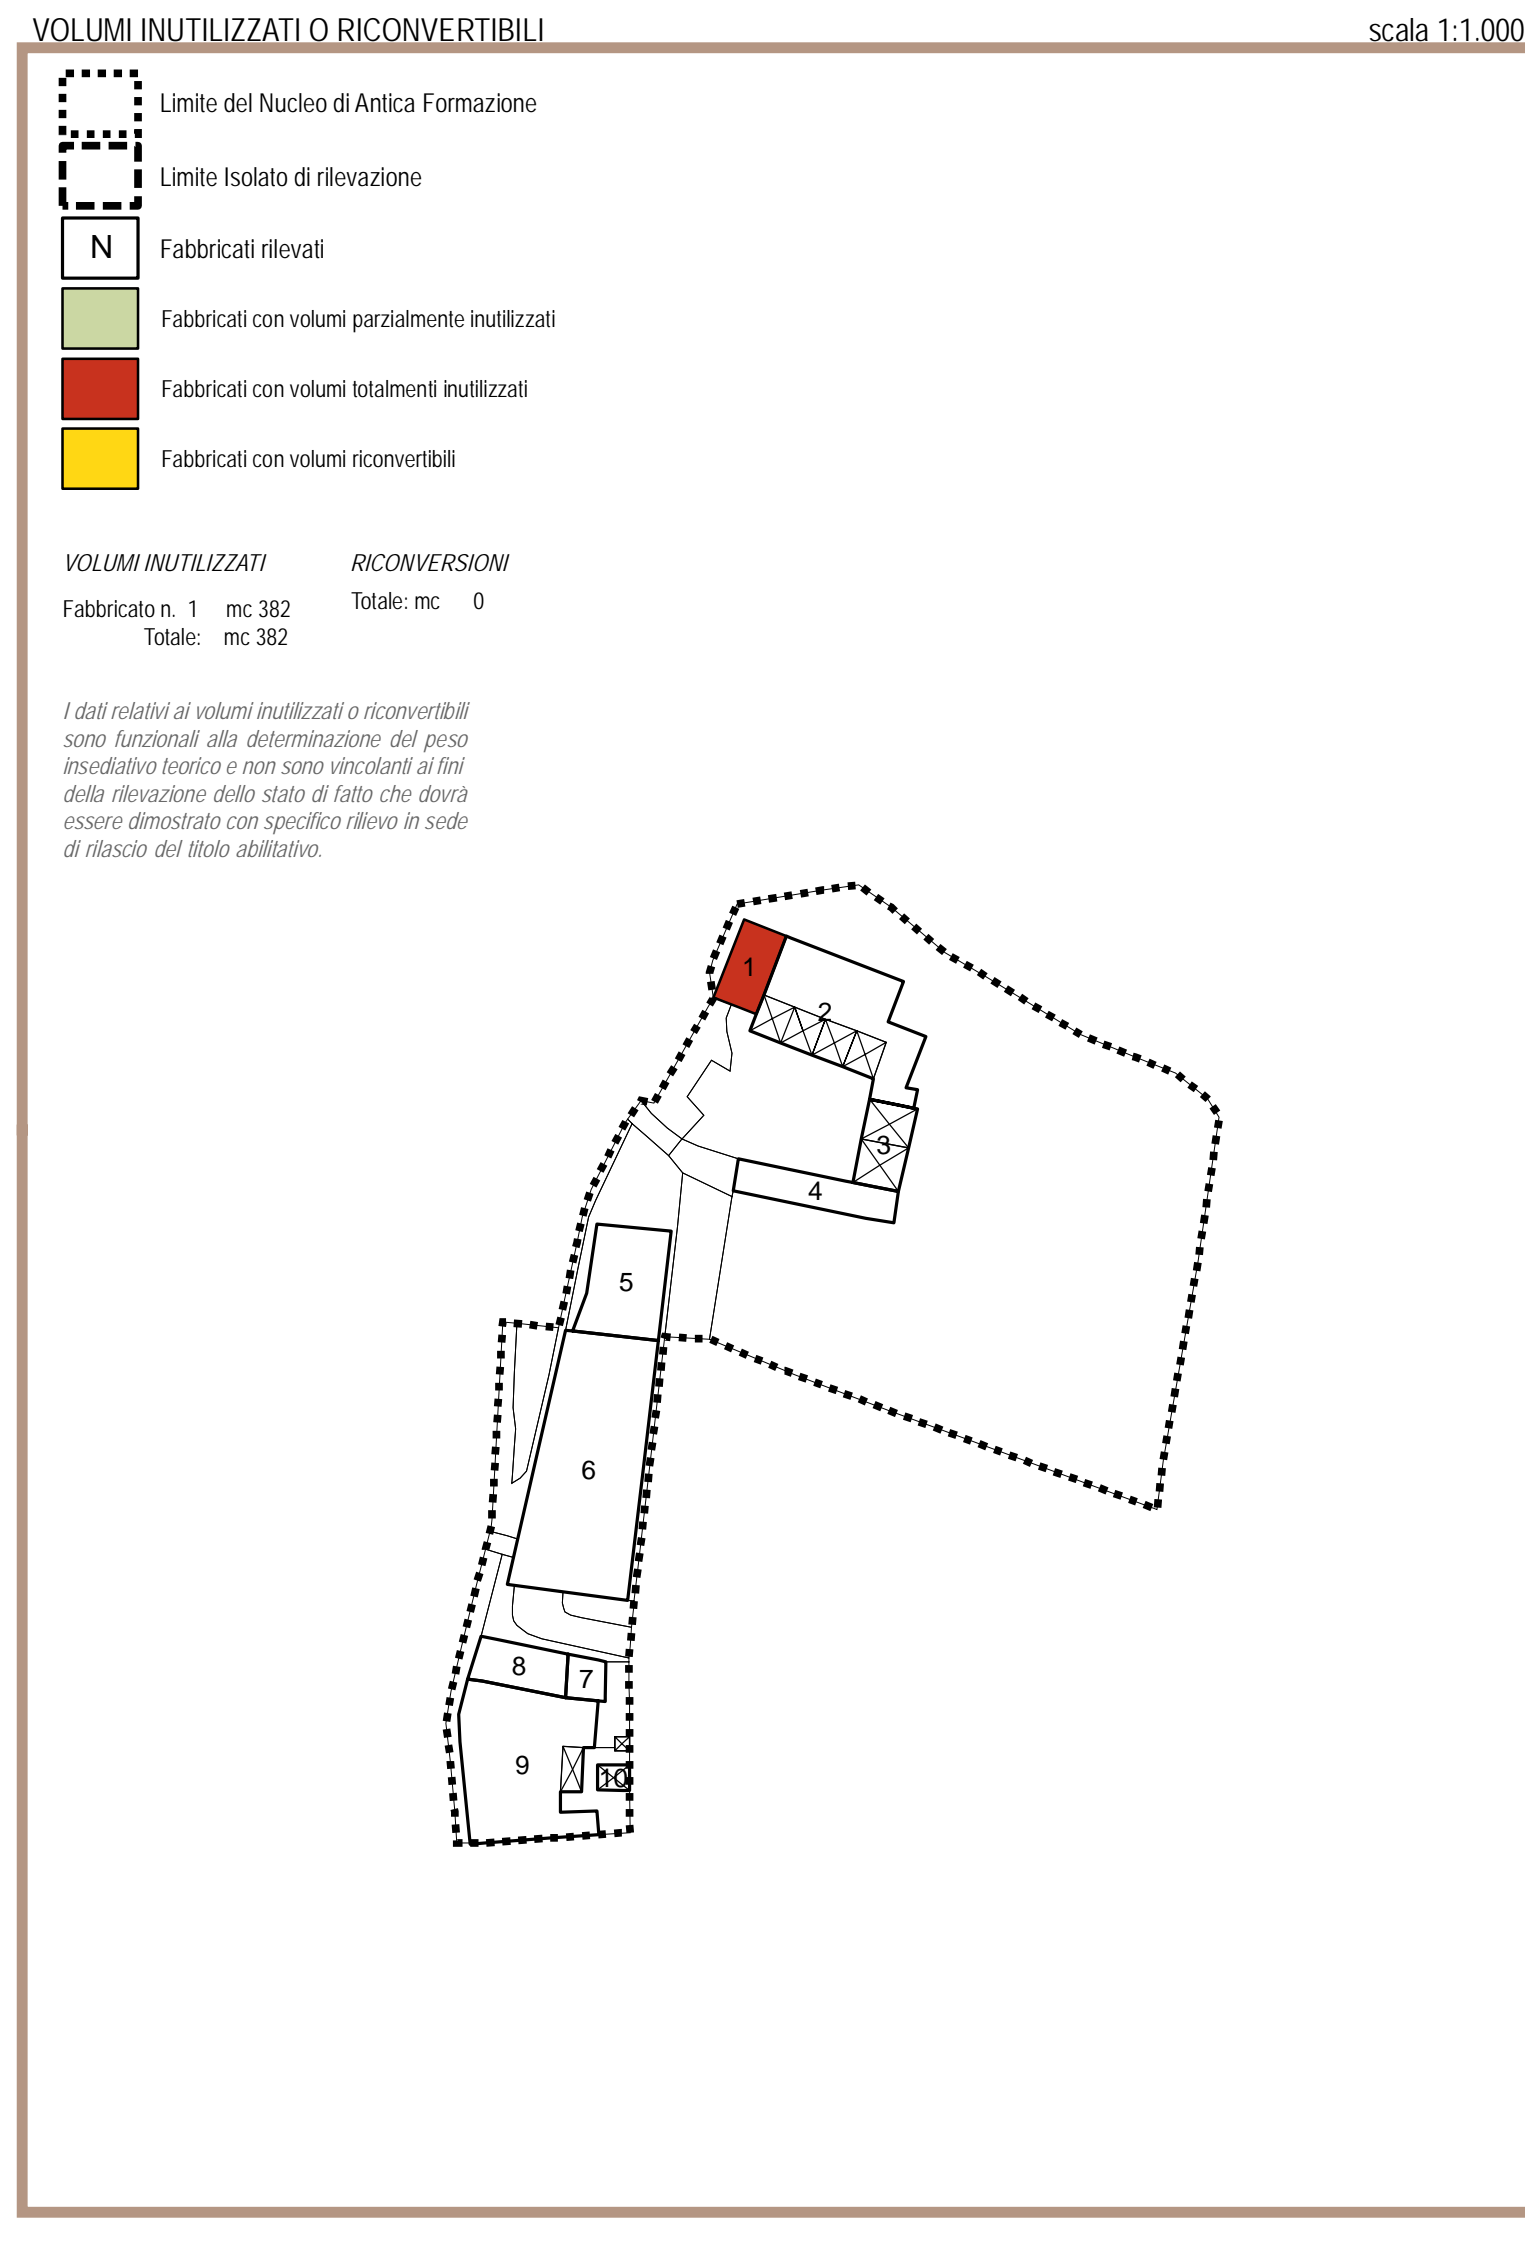 VOLUMI INUTILIZZATI O RICONVERTIBILI scala 1:1.000
Limite del Nucleo di Antica Formazione
Limite Isolato di rilevazione
N Fabbricati rilevati
Fabbricati con volumi parzialmente inutilizzati
Fabbricati con volumi totalmenti inutilizzati
Fabbricati con volumi riconvertibili
VOLUMI INUTILIZZATI
Fabbricato n. 1 mc 382
Totale: mc 382
RICONVERSIONI
Totale: mc 0
I dati relativi ai volumi inutilizzati o riconvertibili
sono funzionali alla determinazione del peso
insediativo teorico e non sono vincolanti ai fini
della rilevazione dello stato di fatto che dovrà
essere dimostrato con specifico rilievo in sede
di rilascio del titolo abilitativo.
1
2
3
4
5
6
8
7
9
10